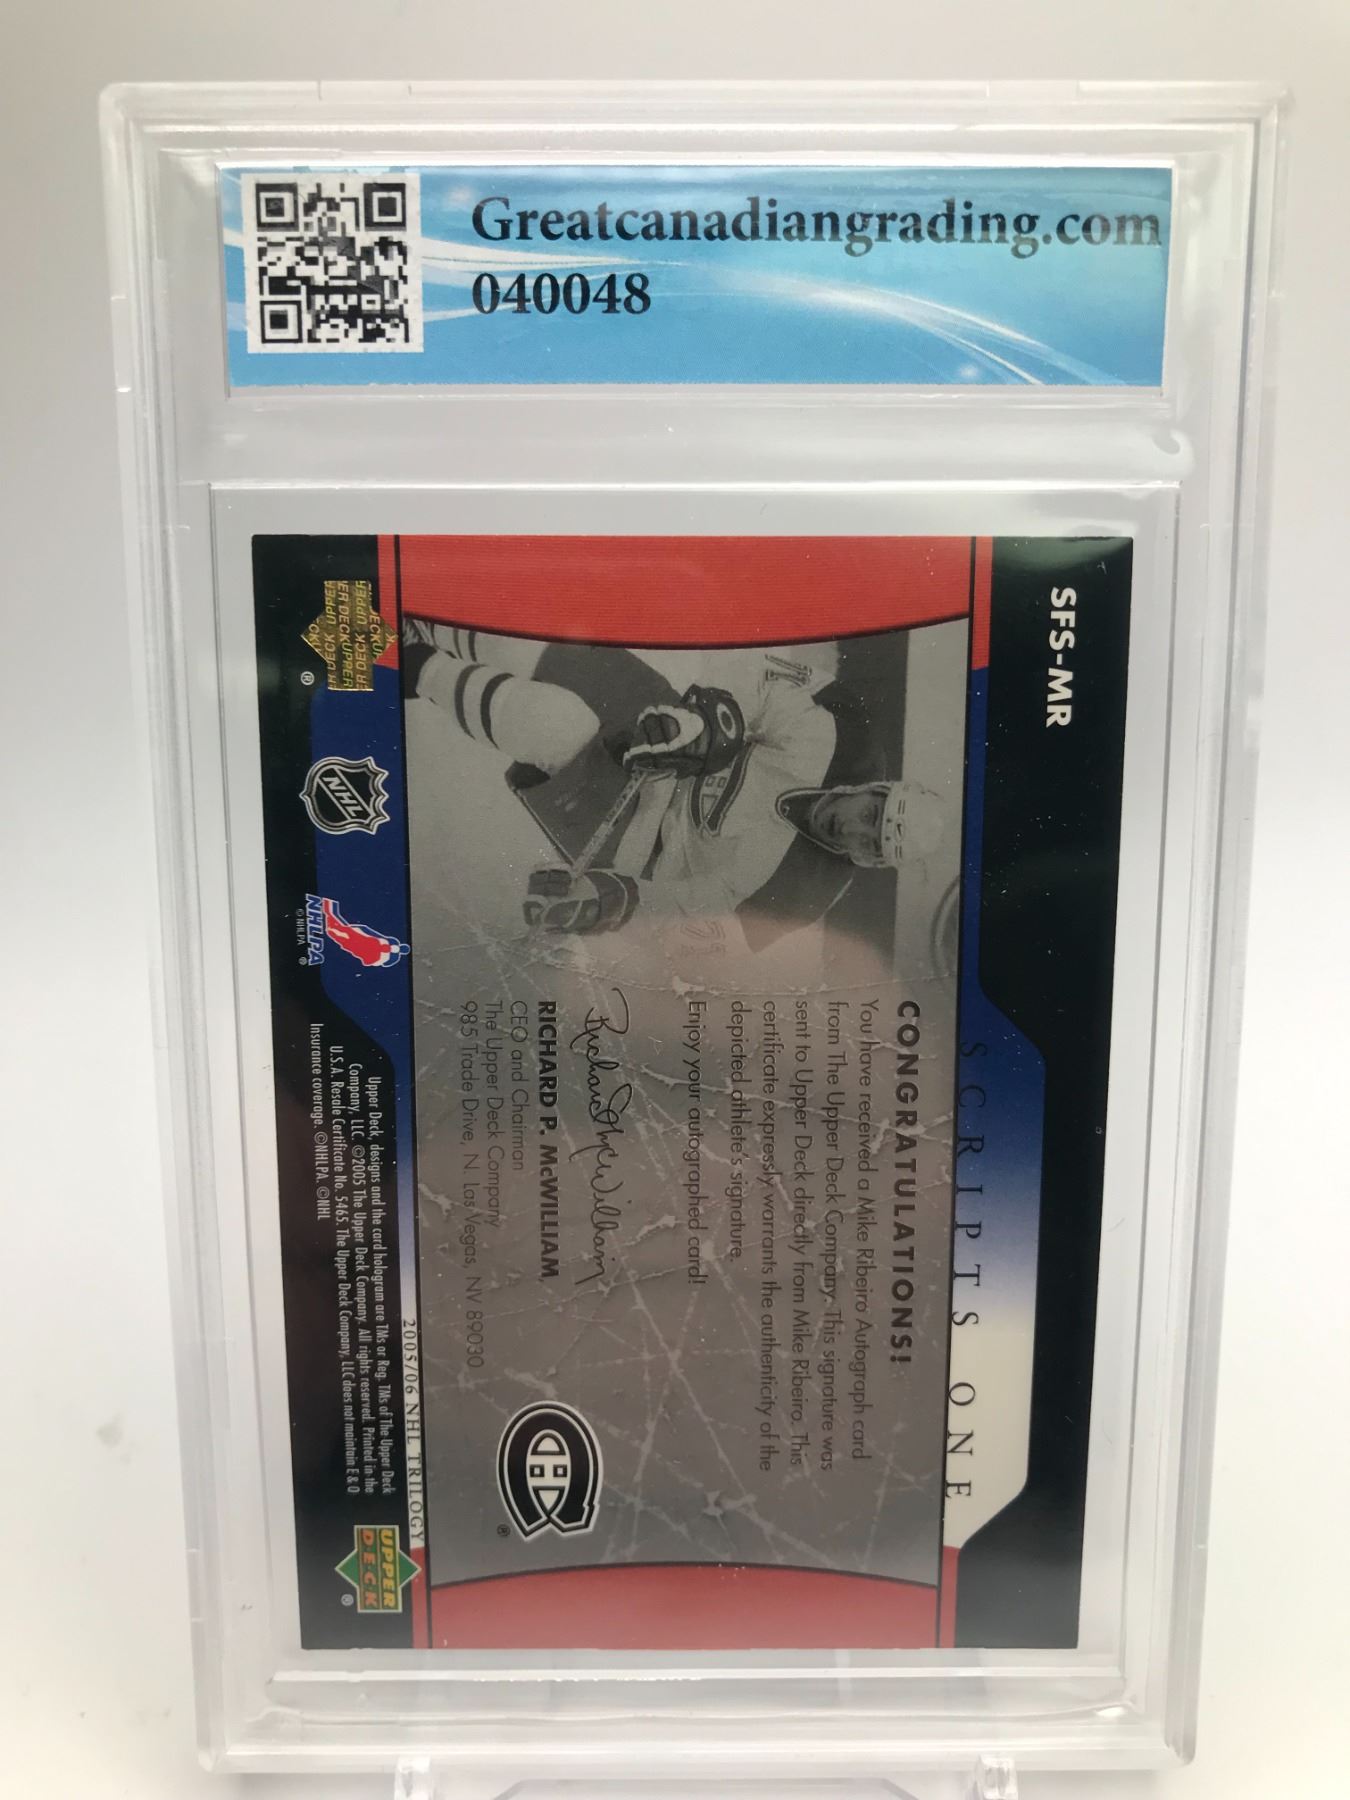 Greatcanadiangrading.com
040048
SFS-MR
SCRIPTS ONE
CONGRATULATIONS!
You have received a Mike Ribeiro Autograph card
from The Upper Deck Company. This signature was
sent to Upper Deck directly from Mike Ribeiro. This
certificate expressly warrants the authenticity of the
depicted athlete's signature.
Enjoy your autographed card!
Richard P. McWilliam
RICHARD P. McWILLIAM,
CEO and Chairman
The Upper Deck Company
985 Trade Drive, N. Las Vegas, NV 89030
71
71
2005/06 NHL TRILOGY
NHL
NHLPA
© NHLPA ®
Upper Deck, designs and the card hologram are TMs or Reg. TMs of The Upper Deck
Company, LLC. ©2005 The Upper Deck Company. All rights reserved. Printed in the
U.S.A. Resale Certificate No. 5465. The Upper Deck Company, LLC does not maintain E & O
Insurance coverage. ©NHLPA. ©NHL
UPPER
DECK
®